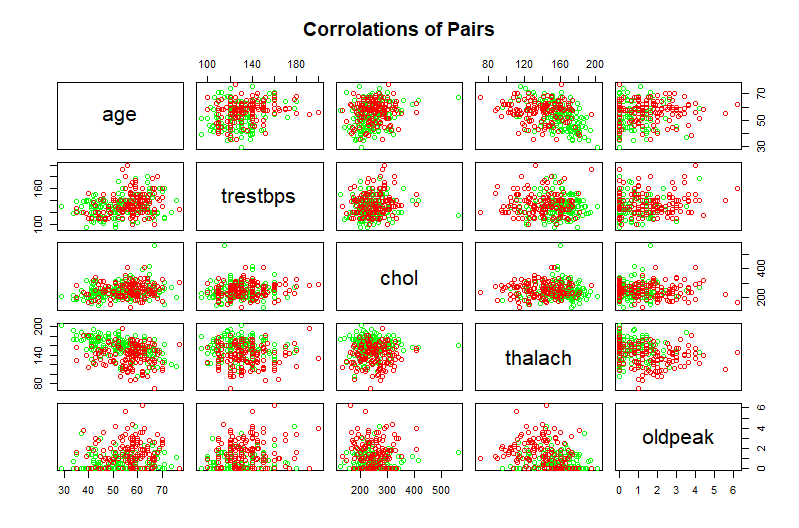 Corrolations of Pairs
100 140 180 80 120 160 200
age
30 50 70
100 160
trestbps
chol
200 400
80 140 200
thalach
oldpeak
0 2 4 6
30 40 50 60 70 200 300 400 500 0 1 2 3 4 5 6